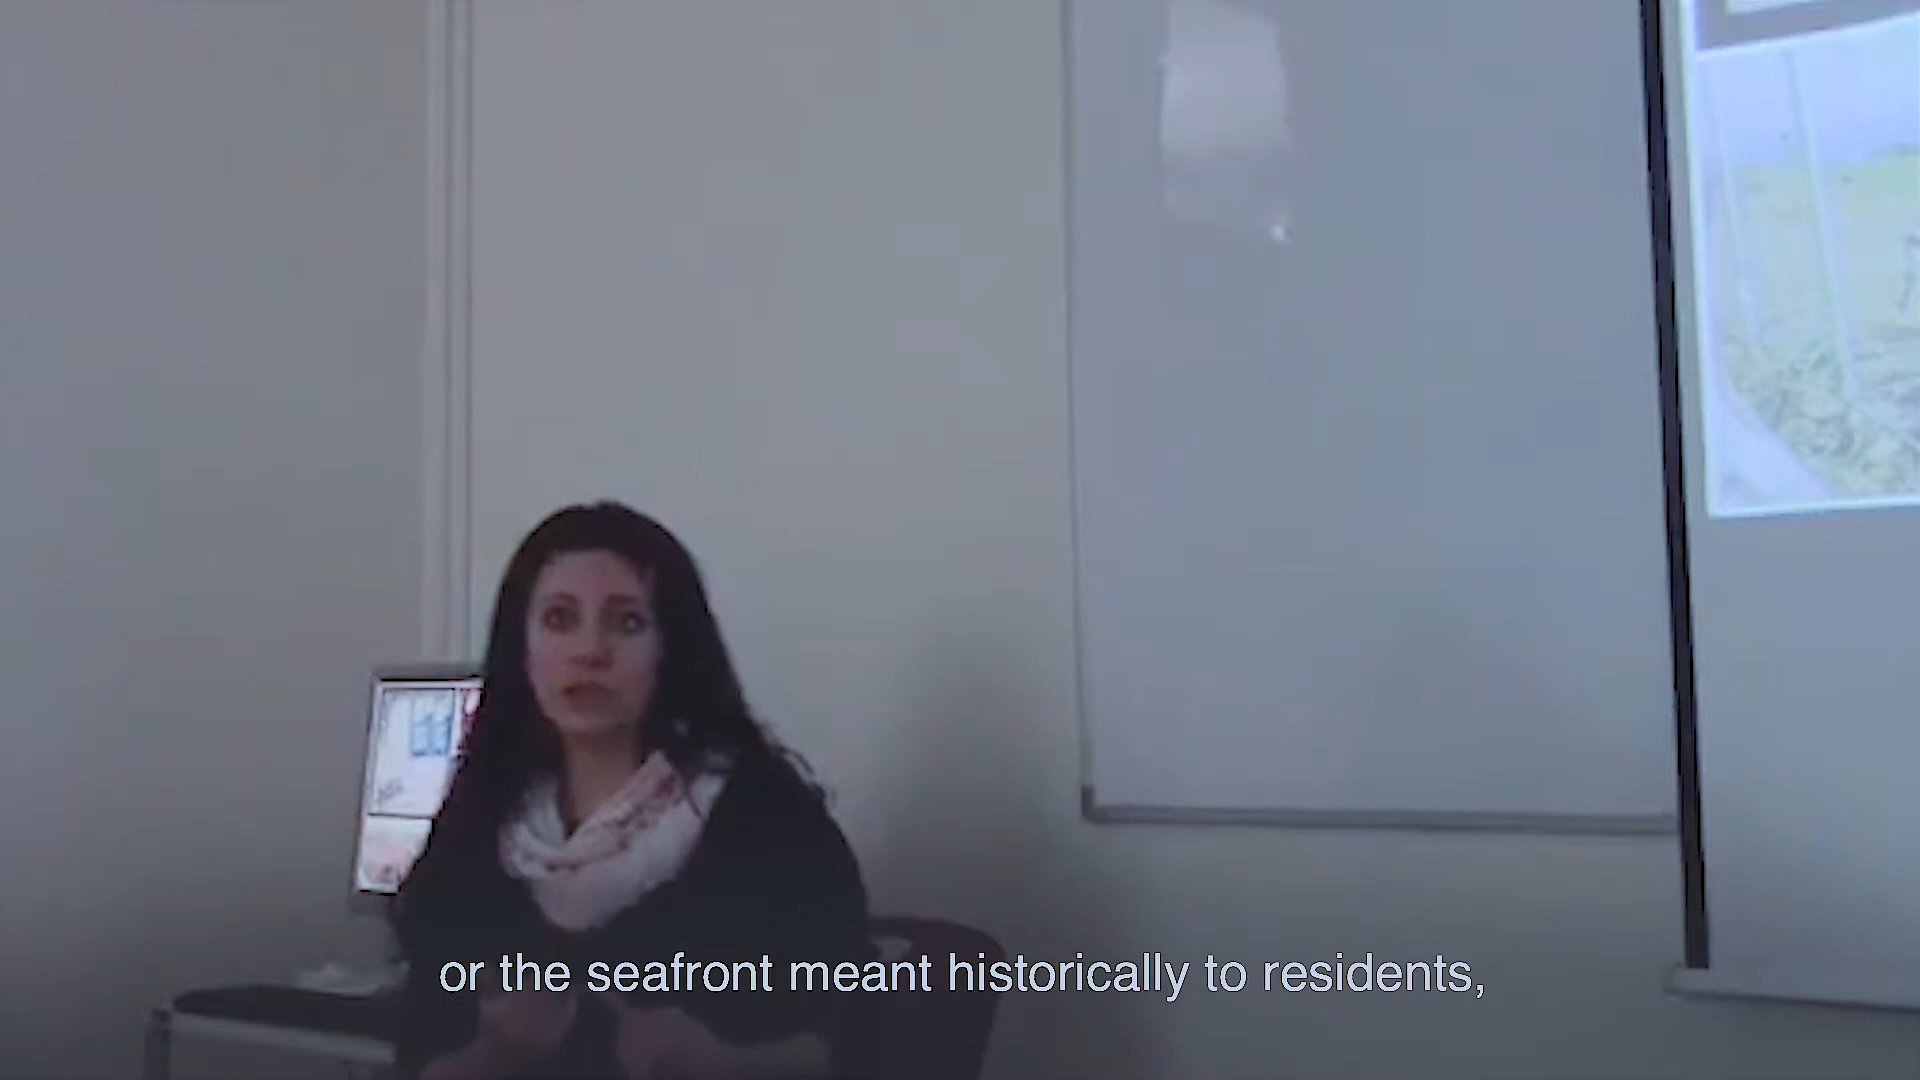 or the seafront meant historically to residents,